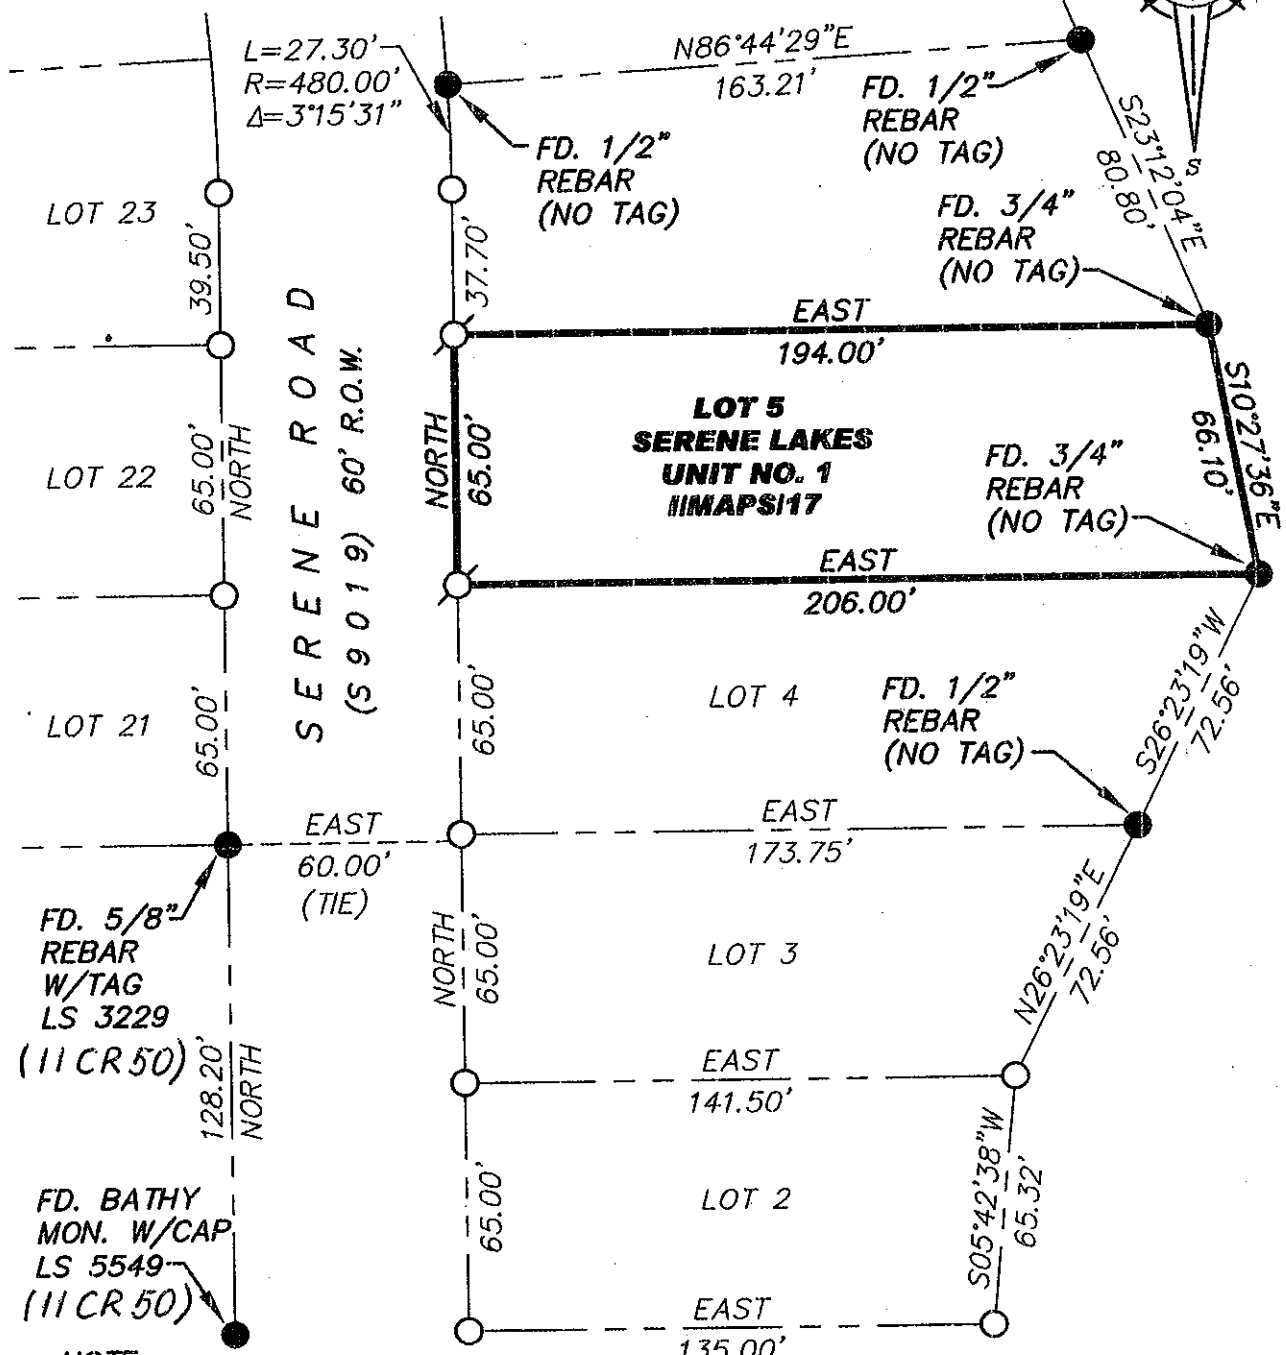 L=27.30'
R=480.00'
Δ=3°15'31"
N86°44'29"E
163.21'
FD. 1/2"
REBAR
(NO TAG)
FD. 1/2"
REBAR
(NO TAG)
S23°12'04"E
80.80'
S
LOT 23
39.50'
37.70'
FD. 3/4"
REBAR
(NO TAG)
EAST
194.00'
SERENE ROAD
(S9019) 60' R.O.W.
LOT 22
65.00'
NORTH
NORTH
65.00'
LOT 5
SERENE LAKES
UNIT NO. 1
IIMAPSI17
FD. 3/4"
REBAR
(NO TAG)
S10°27'36"E
66.10'
EAST
206.00'
LOT 21
65.00'
65.00'
LOT 4
FD. 1/2"
REBAR
(NO TAG)
S26°23'19"W
72.56'
EAST
60.00'
(TIE)
EAST
173.75'
FD. 5/8"
REBAR
W/TAG
LS 3229
(11 CR 50)
NORTH
65.00'
LOT 3
N26°23'19"E
72.56'
128.20'
NORTH
EAST
141.50'
FD. BATHY
MON. W/CAP
LS 5549
(11 CR 50)
65.00'
LOT 2
S05°42'38"W
65.32'
EAST
135.00'